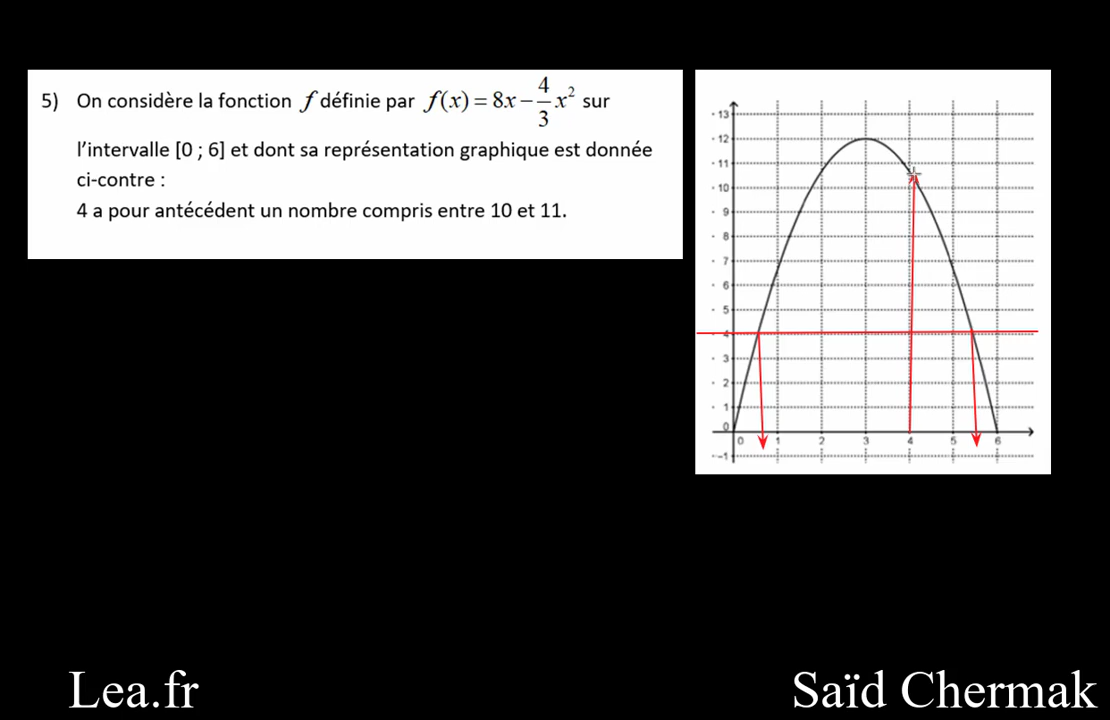 5) On considère la fonction f définie par f(x) = 8x − 4/3 x² sur
l'intervalle [0 ; 6] et dont sa représentation graphique est donnée
ci-contre :
4 a pour antécédent un nombre compris entre 10 et 11.
13
12
11
10
9
8
7
6
5
4
3
2
1
0
0 1 2 3 4 5 6
−1
Lea.fr
Saïd Chermak